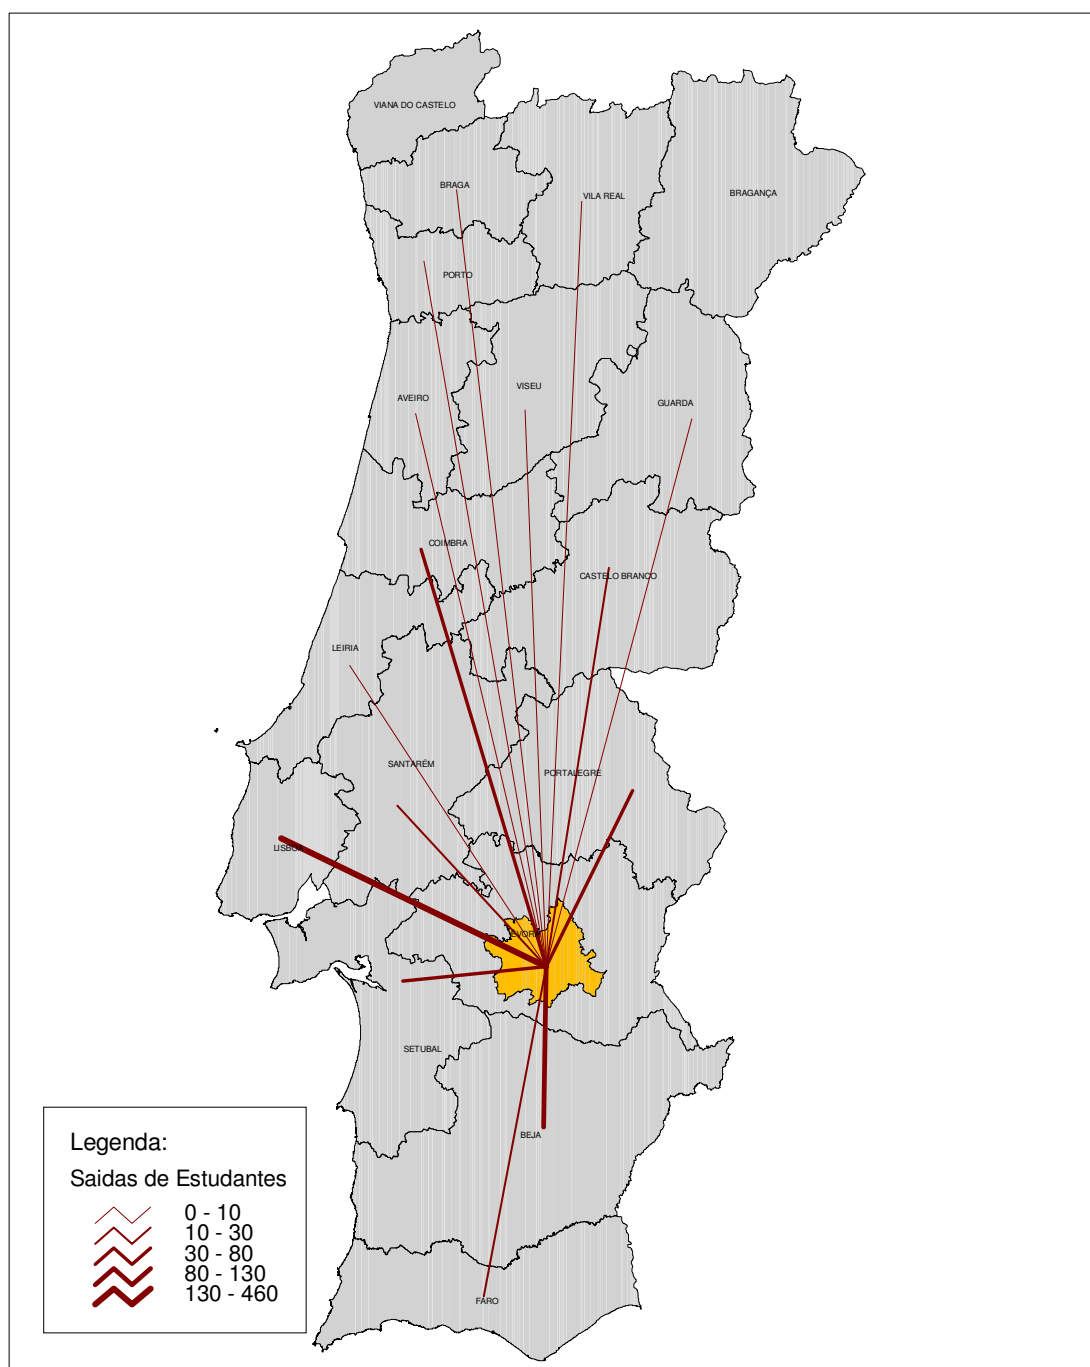 VIANA DO CASTELO
BRAGA
VILA REAL
BRAGANÇA
PORTO
VISEU
AVEIRO
GUARDA
COIMBRA
CASTELO BRANCO
LEIRIA
SANTARÉM
PORTALEGRE
LISBOA
ÉVORA
SETUBAL
BEJA
FARO
Legenda:
Saidas de Estudantes
0 - 10
10 - 30
30 - 80
80 - 130
130 - 460